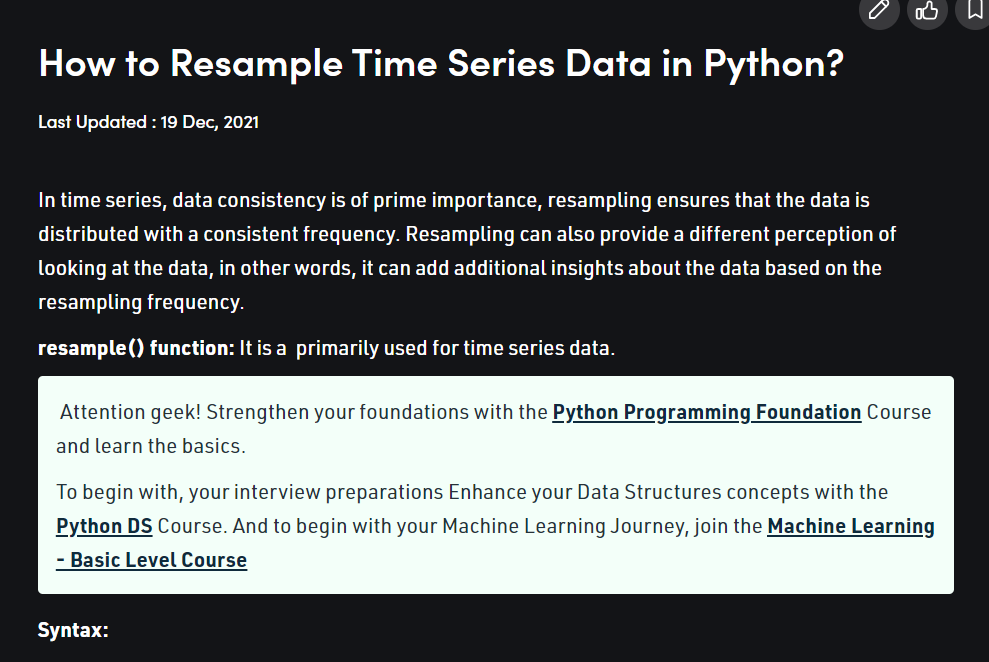 How to Resample Time Series Data in Python?
Last Updated : 19 Dec, 2021
In time series, data consistency is of prime importance, resampling ensures that the data is
distributed with a consistent frequency. Resampling can also provide a different perception of
looking at the data, in other words, it can add additional insights about the data based on the
resampling frequency.
resample() function: It is a  primarily used for time series data.
Attention geek! Strengthen your foundations with the Python Programming Foundation Course
and learn the basics.
To begin with, your interview preparations Enhance your Data Structures concepts with the
Python DS Course. And to begin with your Machine Learning Journey, join the Machine Learning
- Basic Level Course
Syntax: